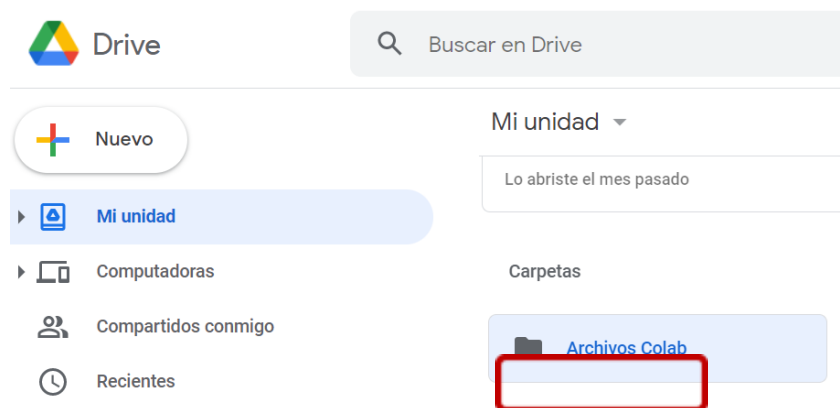 Drive
Buscar en Drive
Nuevo
Mi unidad
Lo abriste el mes pasado
Mi unidad
Computadoras
Carpetas
Compartidos conmigo
Archivos Colab
Recientes